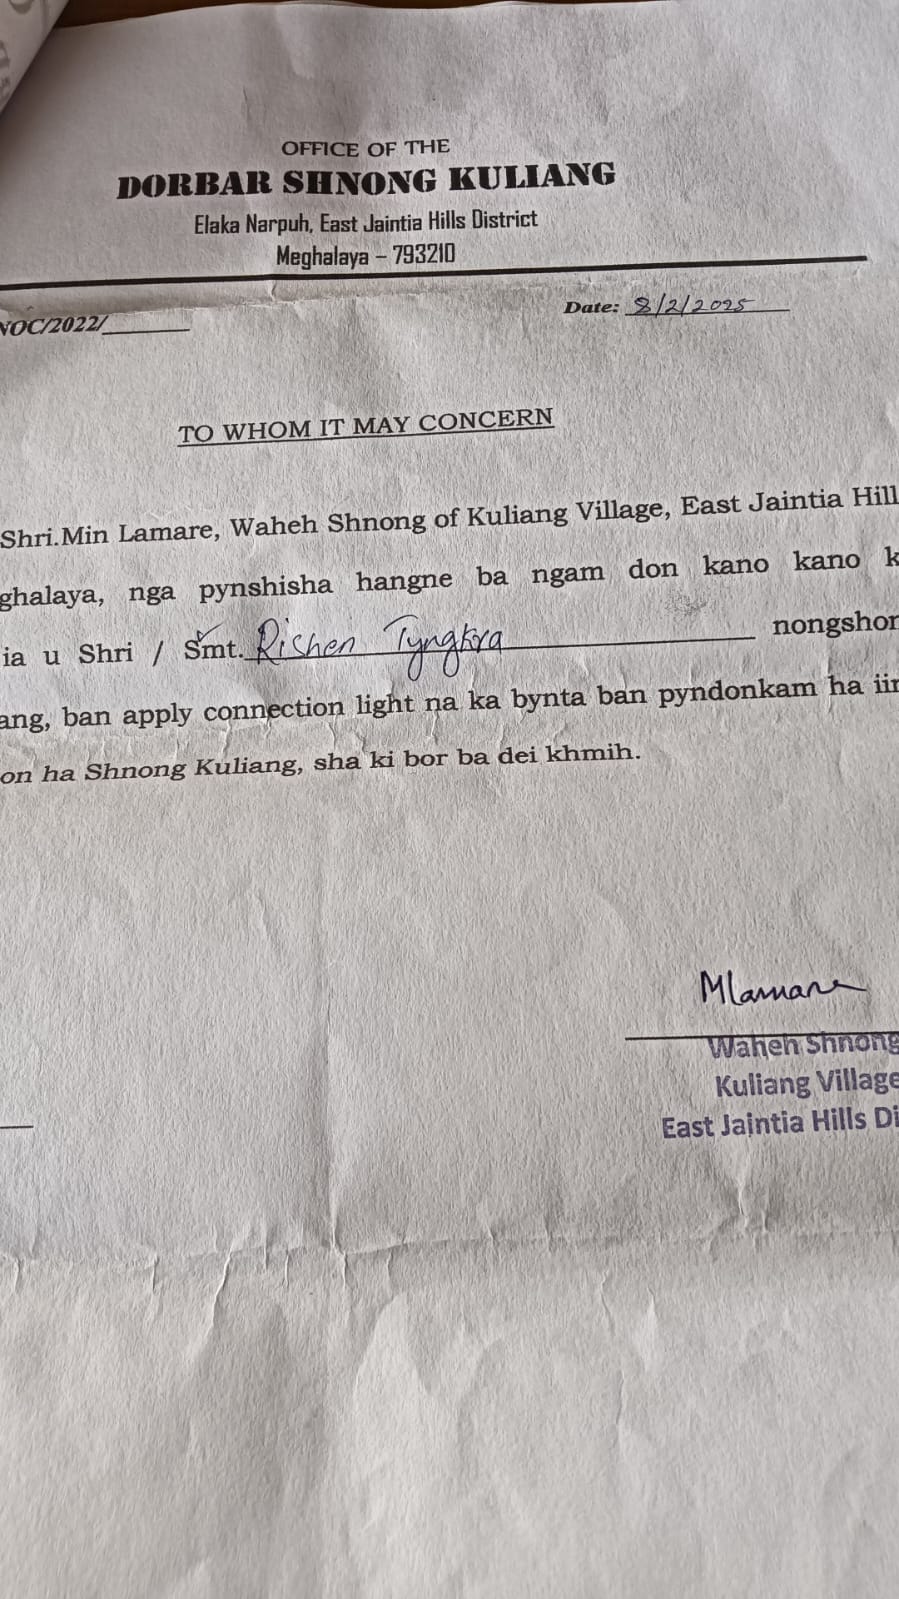 OFFICE OF THE
DORBAR SHNONG KULIANG
Elaka Narpuh, East Jaintia Hills District
Meghalaya – 793210
NOC/2022/
Date: 8/2/2025
TO WHOM IT MAY CONCERN
Shri.Min Lamare, Waheh Shnong of Kuliang Village, East Jaintia Hill
ghalaya, nga pynshisha hangne ba ngam don kano kano k
ia u Shri / Smt. Rishen Tyngkra nongshon
ang, ban apply connection light na ka bynta ban pyndonkam ha iin
on ha Shnong Kuliang, sha ki bor ba dei khmih.
MLamare
Waheh Shnong
Kuliang Village
East Jaintia Hills Di